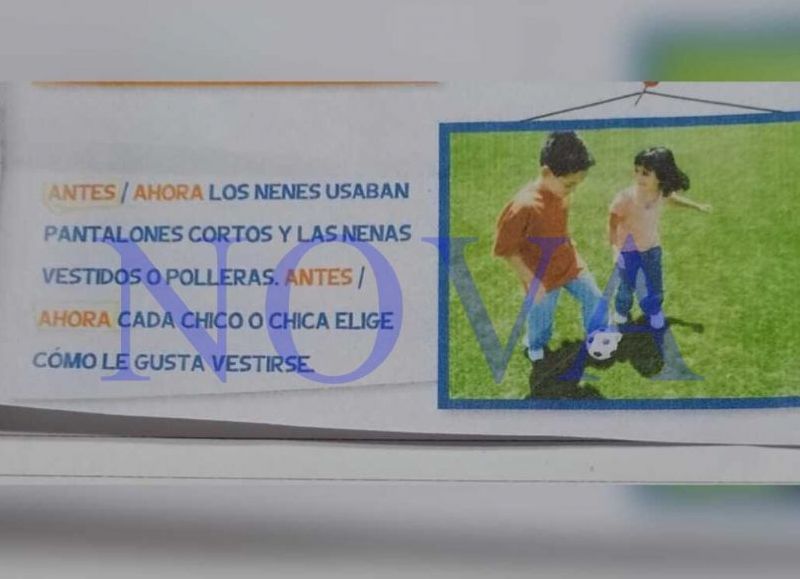 ANTES / AHORA LOS NENES USABAN
PANTALONES CORTOS Y LAS NENAS
VESTIDOS O POLLERAS. ANTES /
AHORA CADA CHICO O CHICA ELIGE
CÓMO LE GUSTA VESTIRSE.
NOVA